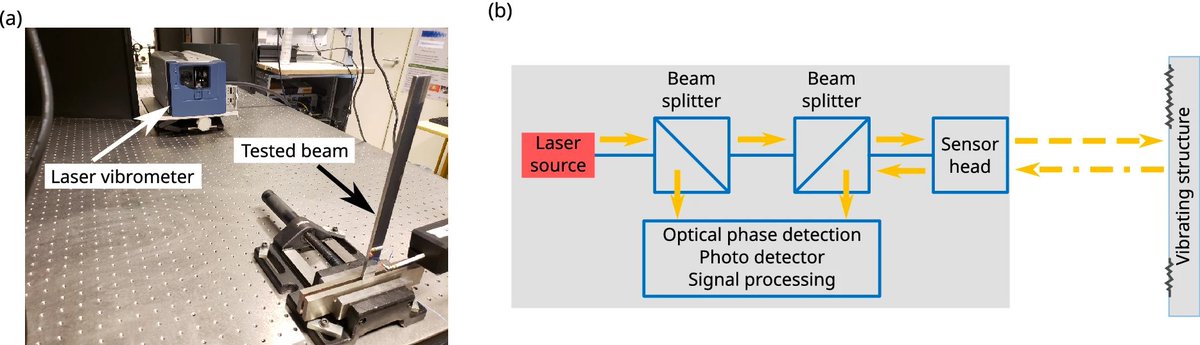 (a)
Laser vibrometer
Tested beam
(b)
Beam
splitter
Beam
splitter
Laser
source
Sensor
head
Optical phase detection
Photo detector
Signal processing
Vibrating structure